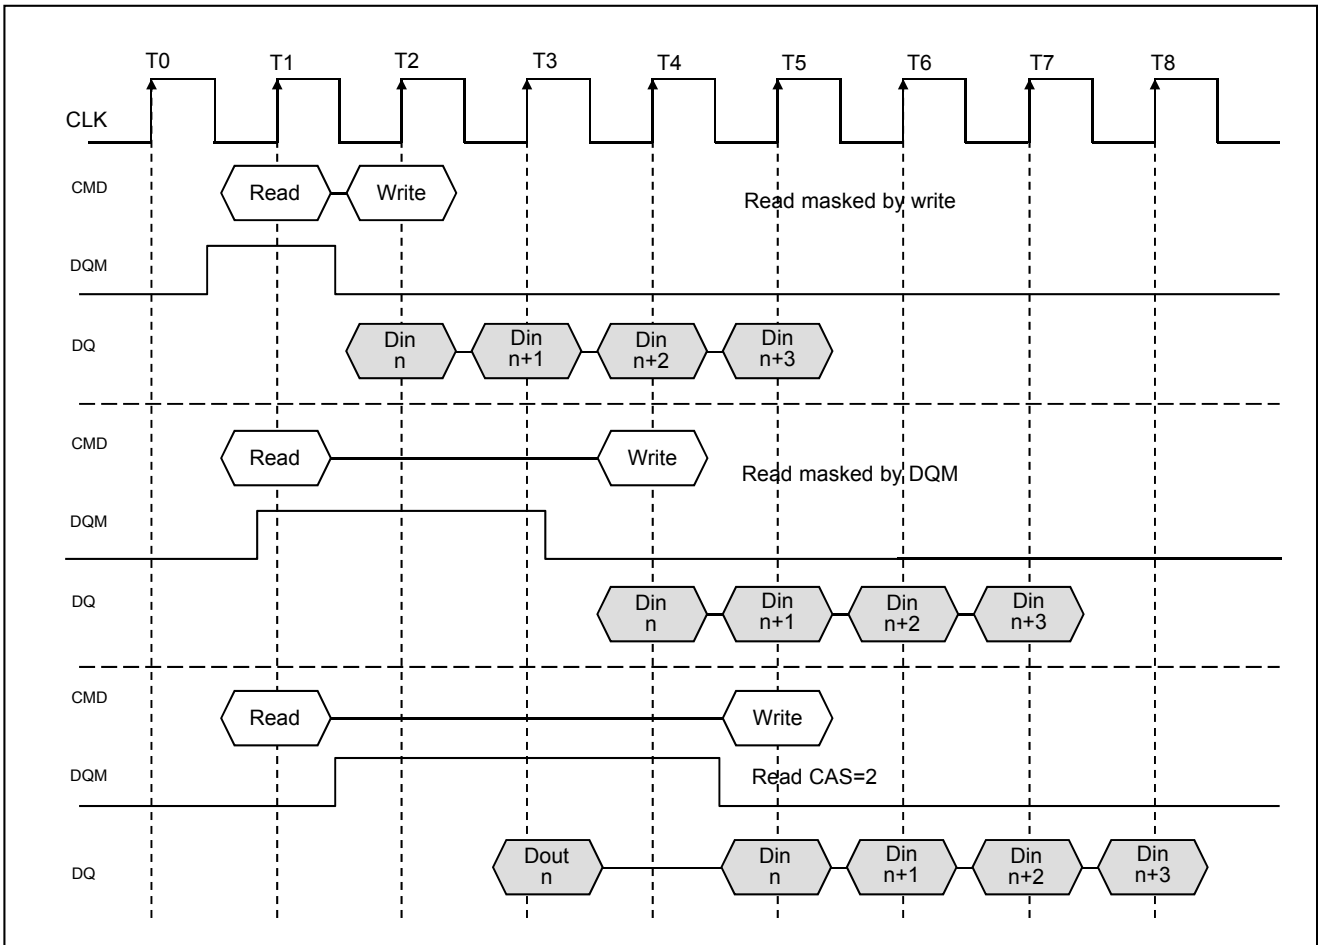 T0 T1 T2 T3 T4 T5 T6 T7 T8
CLK
CMD Read Write Read masked by write
DQM
DQ
Din n
Din n+1
Din n+2
Din n+3
CMD Read Write Read masked by DQM
DQM
DQ
Din n
Din n+1
Din n+2
Din n+3
CMD Read Write
DQM Read CAS=2
DQ
Dout n
Din n
Din n+1
Din n+2
Din n+3